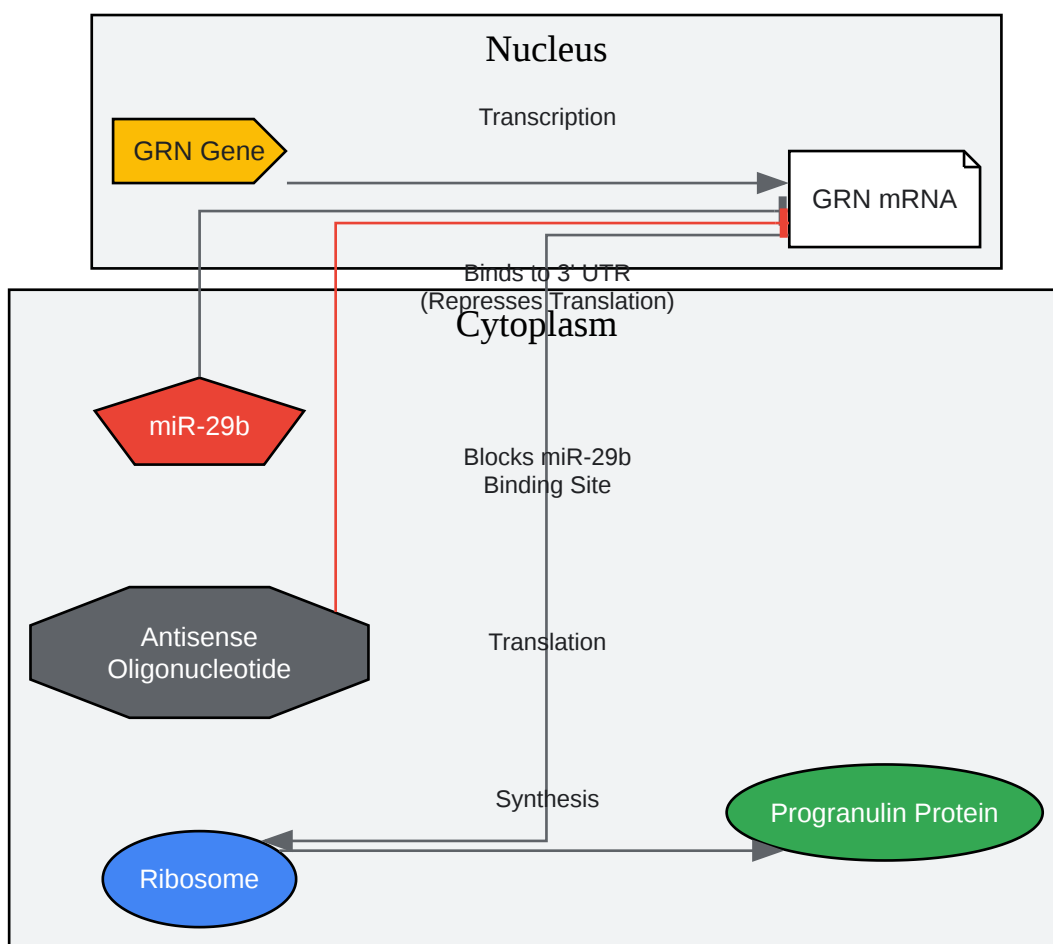 Nucleus
Transcription
GRN Gene
GRN mRNA
Binds to 3' UTR
(Represses Translation)
Cytoplasm
miR-29b
Blocks miR-29b
Binding Site
Antisense
Oligonucleotide
Translation
Synthesis
Progranulin Protein
Ribosome